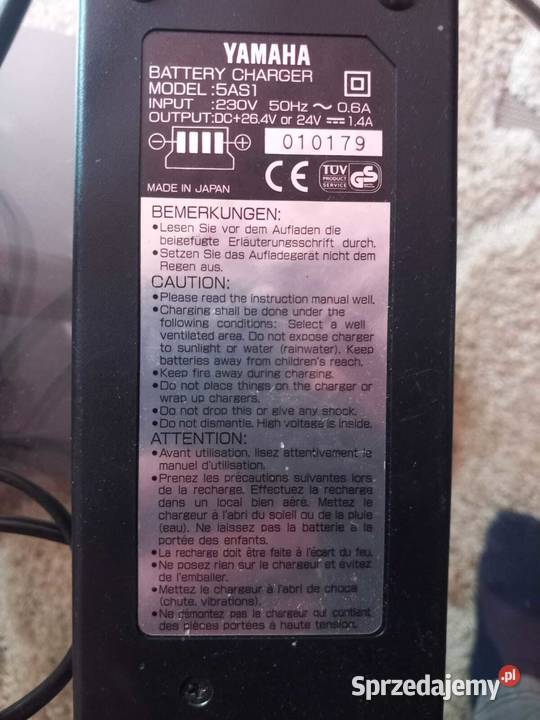 YAMAHA
BATTERY CHARGER
MODEL :5AS1
INPUT :230V 50Hz ~ 0.6A
OUTPUT:DC+26.4V or 24V ⎓ 1.4A
⊖ ⊕ 010179
MADE IN JAPAN CE TÜV PRODUCT SERVICE GS
BEMERKUNGEN:
•Lesen Sie vor dem Aufladen die
beigefügte Erläuterungsschrift durch.
•Setzen Sie das Aufladegerät nicht dem
Regen aus.
CAUTION:
•Please read the instruction manual well.
•Charging shall be done under the
following conditions: Select a well
ventilated area. Do not expose charger
to sunlight or water (rainwater). Keep
batteries away from children's reach.
•Keep fire away during charging.
•Do not place things on the charger or
wrap up chargers.
•Do not drop this or give any shock.
•Do not dismantle. High voltage is inside.
ATTENTION:
•Avant utilisation, lisez attentivement le
manuel d'utilisation.
•Prenez les précautions suivantes lors
de la recharge. Effectuez la recharge
dans un local bien aéré. Mettez le
chargeur à l'abri du soleil ou de la pluie
(eau). Ne laissez pas la batterie a la
portée des enfants.
•La recharge doit être faite à l'écart du feu.
•Ne posez rien sur le chargeur et évitez
de l'emballer.
•Mettez le chargeur à l'abri de choca
(chute, vibrations).
•Ne démontez pas le chargeur qui contient
des pièces portées à haute tension.
Sprzedajemy.pl